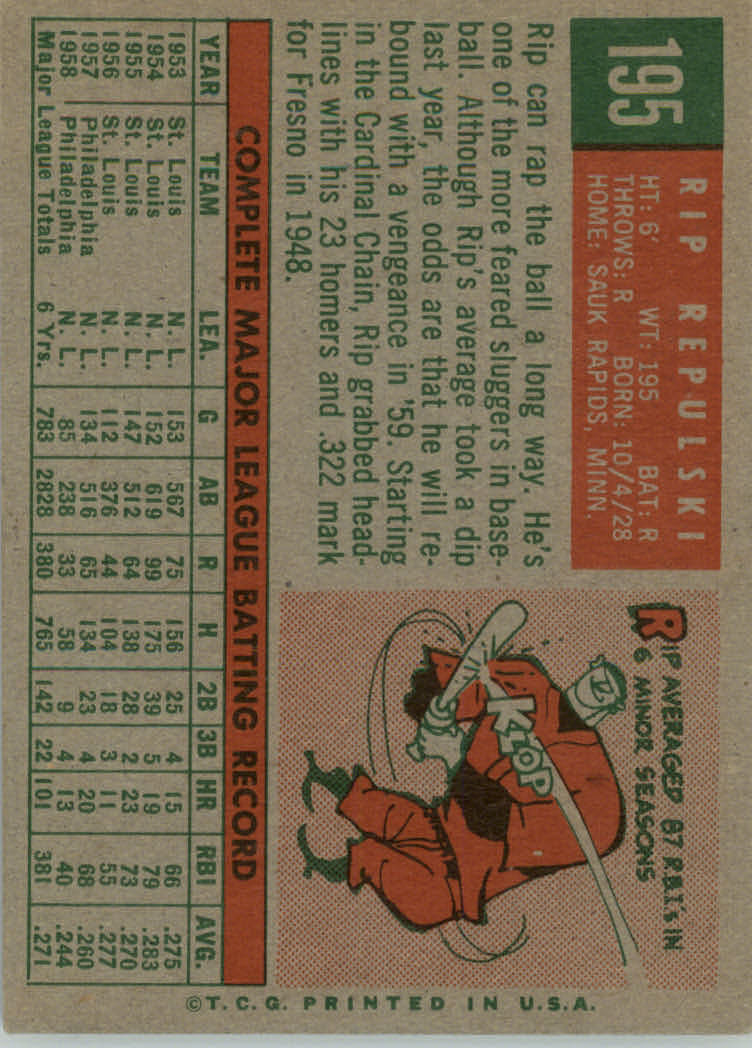 195
RIP REPULSKI
HT: 6' WT: 195 BAT: R
THROWS: R BORN: 10/4/28
HOME: SAUK RAPIDS, MINN.
Rip can rap the ball a long way. He's
one of the more feared sluggers in base-
ball. Although Rip's average took a dip
last year, the odds are that he will re-
bound with a vengeance in '59. Starting
in the Cardinal Chain, Rip grabbed head-
lines with his 23 homers and .322 mark
for Fresno in 1948.
RIP AVERAGED 87 R.B.I.'s IN
6 MINOR SEASONS
KLOP
COMPLETE MAJOR LEAGUE BATTING RECORD
YEAR TEAM LEA. G AB R H 2B 3B HR RBI AVG.
1953 St. Louis N. L. 153 567 75 156 25 4 15 66 .275
1954 St. Louis N. L. 152 619 99 175 39 5 19 79 .283
1955 St. Louis N. L. 147 512 64 138 28 2 23 73 .270
1956 St. Louis N. L. 112 376 44 104 18 3 11 55 .277
1957 Philadelphia N. L. 134 516 65 134 23 4 20 68 .260
1958 Philadelphia N. L. 85 238 33 58 9 4 13 40 .244
Major League Totals 6 Yrs. 783 2828 380 765 142 22 101 381 .271
©T.C.G. PRINTED IN U.S.A.